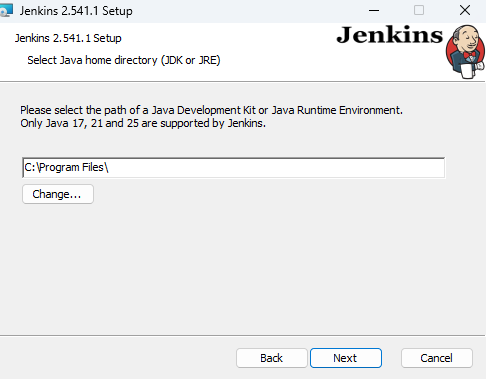 Jenkins 2.541.1 Setup
Jenkins 2.541.1 Setup
Jenkins
Select Java home directory (JDK or JRE)
Please select the path of a Java Development Kit or Java Runtime Environment.
Only Java 17, 21 and 25 are supported by Jenkins.
C:\Program Files\
Change...
Back
Next
Cancel